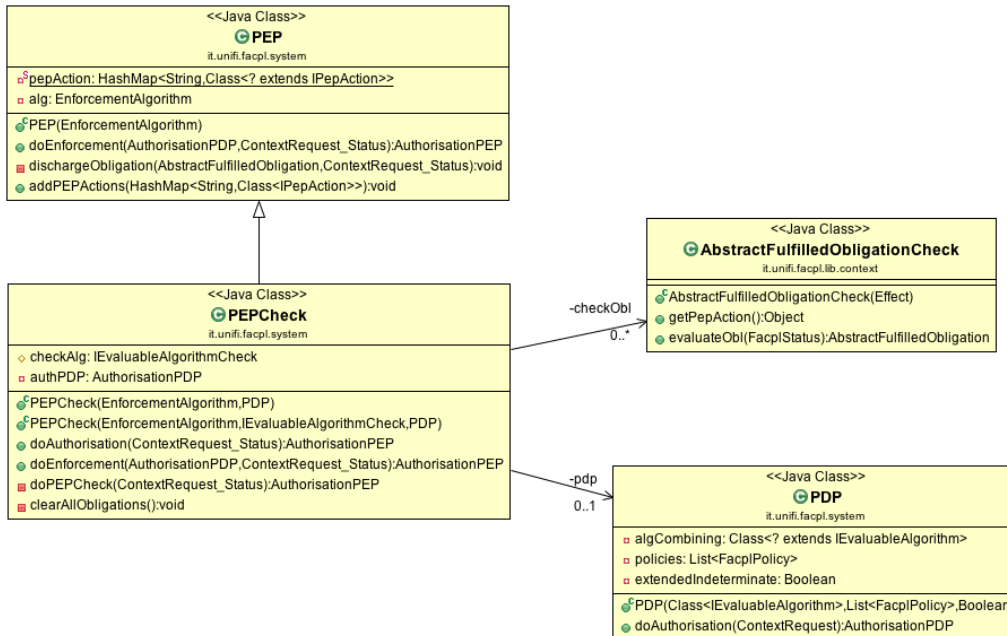 <<Java Class>>
PEP
it.unifi.facpl.system
pepAction: HashMap<String,Class<? extends IPepAction>>
alg: EnforcementAlgorithm
PEP(EnforcementAlgorithm)
doEnforcement(AuthorisationPDP,ContextRequest_Status):AuthorisationPEP
dischargeObligation(AbstractFulfilledObligation,ContextRequest_Status):void
addPEPActions(HashMap<String,Class<IPepAction>>):void
<<Java Class>>
PEPCheck
it.unifi.facpl.system
checkAlg: IEvaluableAlgorithmCheck
authPDP: AuthorisationPDP
PEPCheck(EnforcementAlgorithm,PDP)
PEPCheck(EnforcementAlgorithm,IEvaluableAlgorithmCheck,PDP)
doAuthorisation(ContextRequest_Status):AuthorisationPEP
doEnforcement(AuthorisationPDP,ContextRequest_Status):AuthorisationPEP
doPEPCheck(ContextRequest_Status):AuthorisationPEP
clearAllObligations():void
-checkObl
0..*
<<Java Class>>
AbstractFulfilledObligationCheck
it.unifi.facpl.lib.context
AbstractFulfilledObligationCheck(Effect)
getPepAction():Object
evaluateObl(FacplStatus):AbstractFulfilledObligation
-pdp
0..1
<<Java Class>>
PDP
it.unifi.facpl.system
algCombining: Class<? extends IEvaluableAlgorithm>
policies: List<FacplPolicy>
extendedIndeterminate: Boolean
PDP(Class<IEvaluableAlgorithm>,List<FacplPolicy>,Boolean
doAuthorisation(ContextRequest):AuthorisationPDP